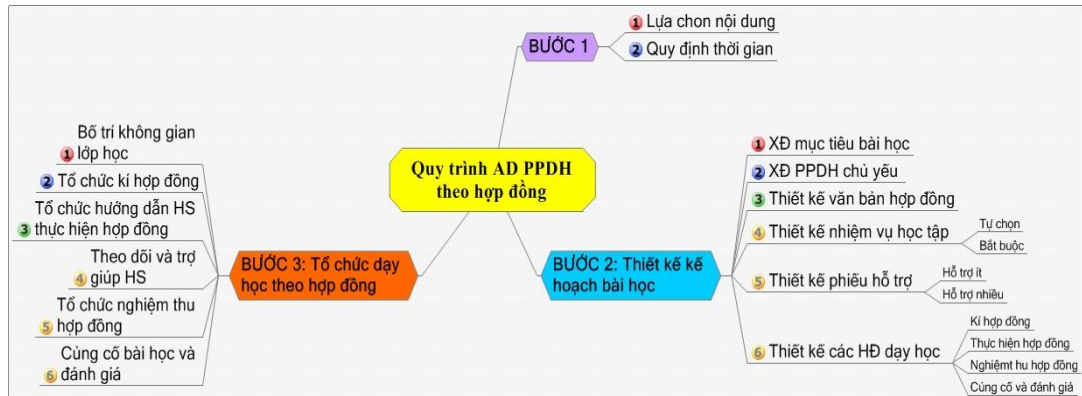 Quy trình AD PPDH
theo hợp đồng
BƯỚC 1
1 Lựa chon nội dung
2 Quy định thời gian
BƯỚC 2: Thiết kế kế
hoạch bài học
1 XĐ mục tiêu bài học
2 XĐ PPDH chủ yếu
3 Thiết kế văn bản hợp đồng
4 Thiết kế nhiệm vụ học tập
Tự chọn
Bắt buộc
5 Thiết kế phiếu hỗ trợ
Hỗ trợ ít
Hỗ trợ nhiều
6 Thiết kế các HĐ dạy học
Kí hợp đồng
Thực hiện hợp đồng
Nghiệmt hu hợp đồng
Củng cố và đánh giá
BƯỚC 3: Tổ chức dạy
học theo hợp đồng
Bố trí không gian
1 lớp học
2 Tổ chức kí hợp đồng
Tổ chức hướng dẫn HS
3 thực hiện hợp đồng
Theo dõi và trợ
4 giúp HS
Tổ chức nghiệm thu
5 hợp đồng
Củng cố bài học và
6 đánh giá